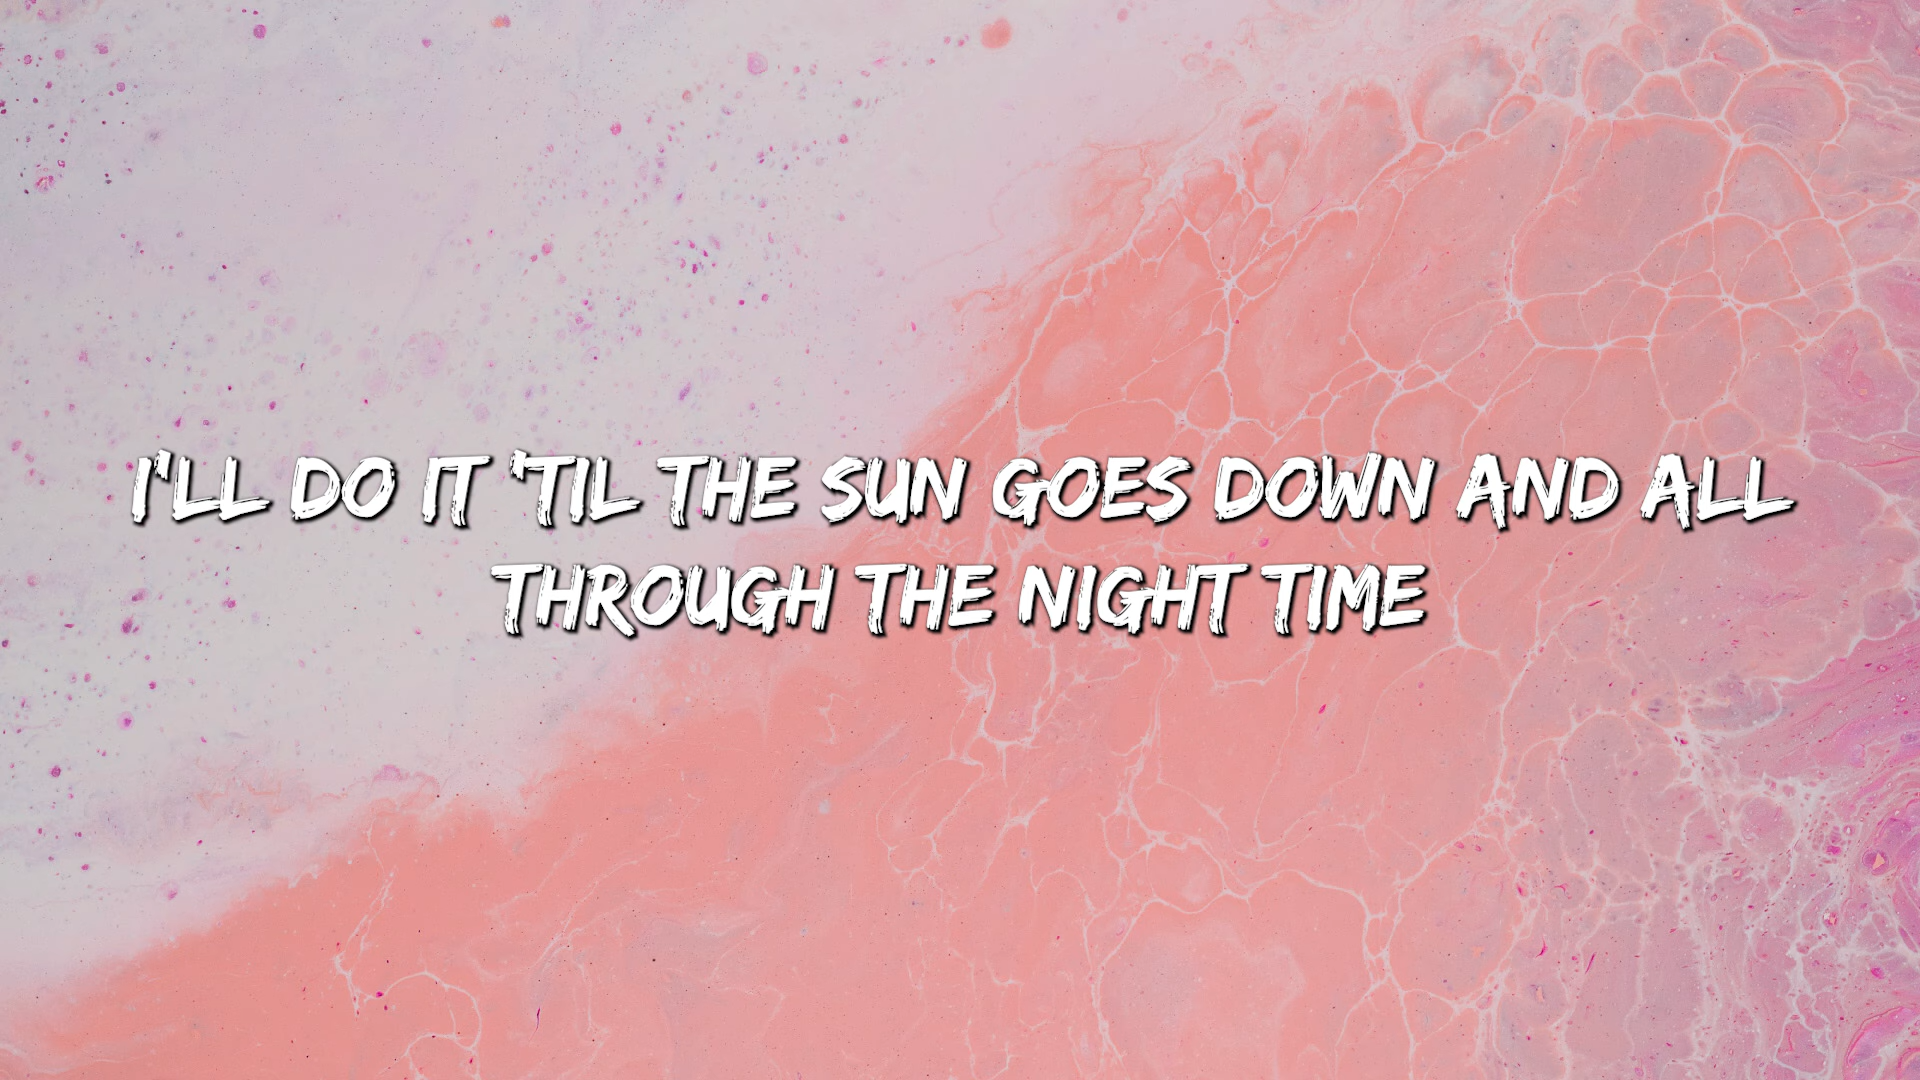 I'LL DO IT 'TIL THE SUN GOES DOWN AND ALL
THROUGH THE NIGHT TIME